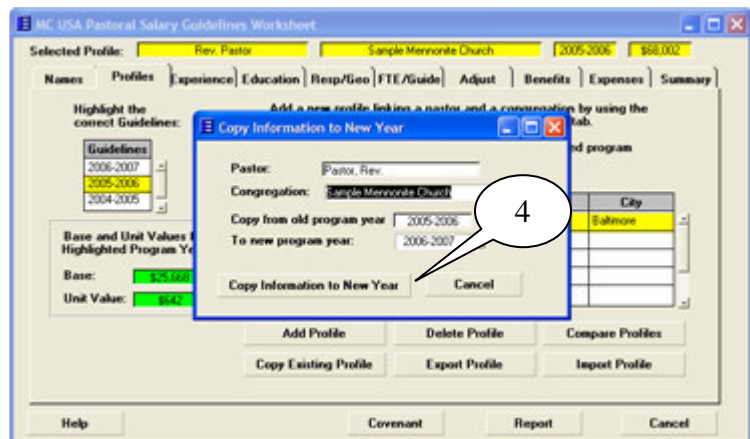 MC USA Pastoral Salary Guidelines Worksheet
Selected Profile: Rev. Pastor Sample Mennonite Church 2005-2006 $68,002
Names Profiles Experience Education Resp/Geo FTE/Guide Adjust Benefits Expenses Summary
Highlight the correct Guidelines:
Add a new profile linking a pastor and a congregation by using the
tab.
ed program
Guidelines
2006-2007
2005-2006
2004-2005
Copy Information to New Year
Pastor: Pastor, Rev.
Congregation: Sample Mennonite Church
Copy from old program year 2005-2006
To new program year: 2006-2007
Copy Information to New Year Cancel
4
City
Baltimore
Base and Unit Values
Highlighted Program Ye
Base: $25,668
Unit Value: $642
Add Profile Delete Profile Compare Profiles
Copy Existing Profile Export Profile Import Profile
Help Covenant Report Cancel